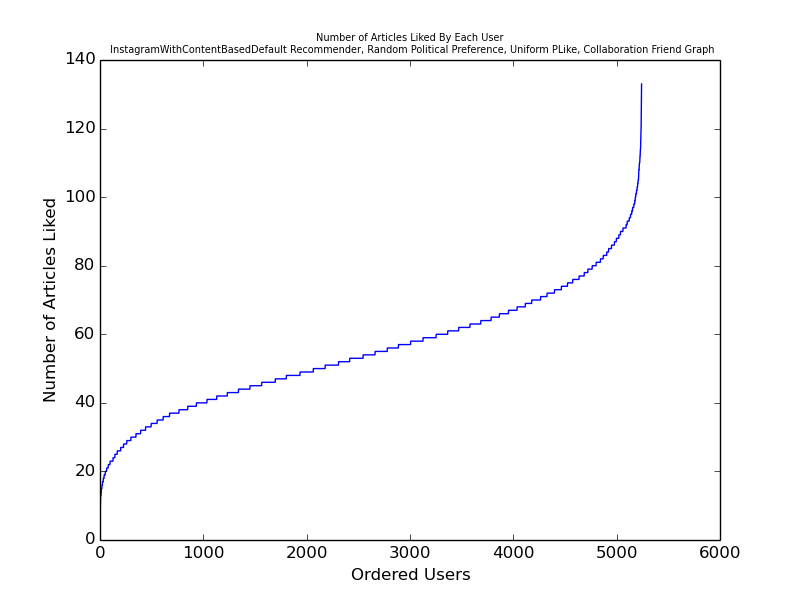 Number of Articles Liked By Each User
InstagramWithContentBasedDefault Recommender, Random Political Preference, Uniform PLike, Collaboration Friend Graph
140
120
100
80
60
40
20
0
Number of Articles Liked
0 1000 2000 3000 4000 5000 6000
Ordered Users